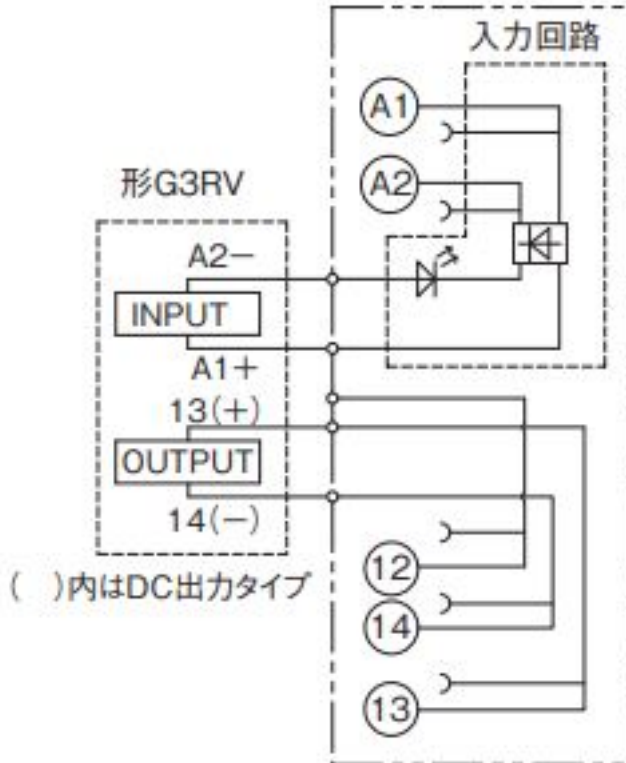 入力回路
A1
A2
形G3RV
A2−
INPUT
A1+
13(+)
OUTPUT
14(−)
( )内はDC出力タイプ
12
14
13